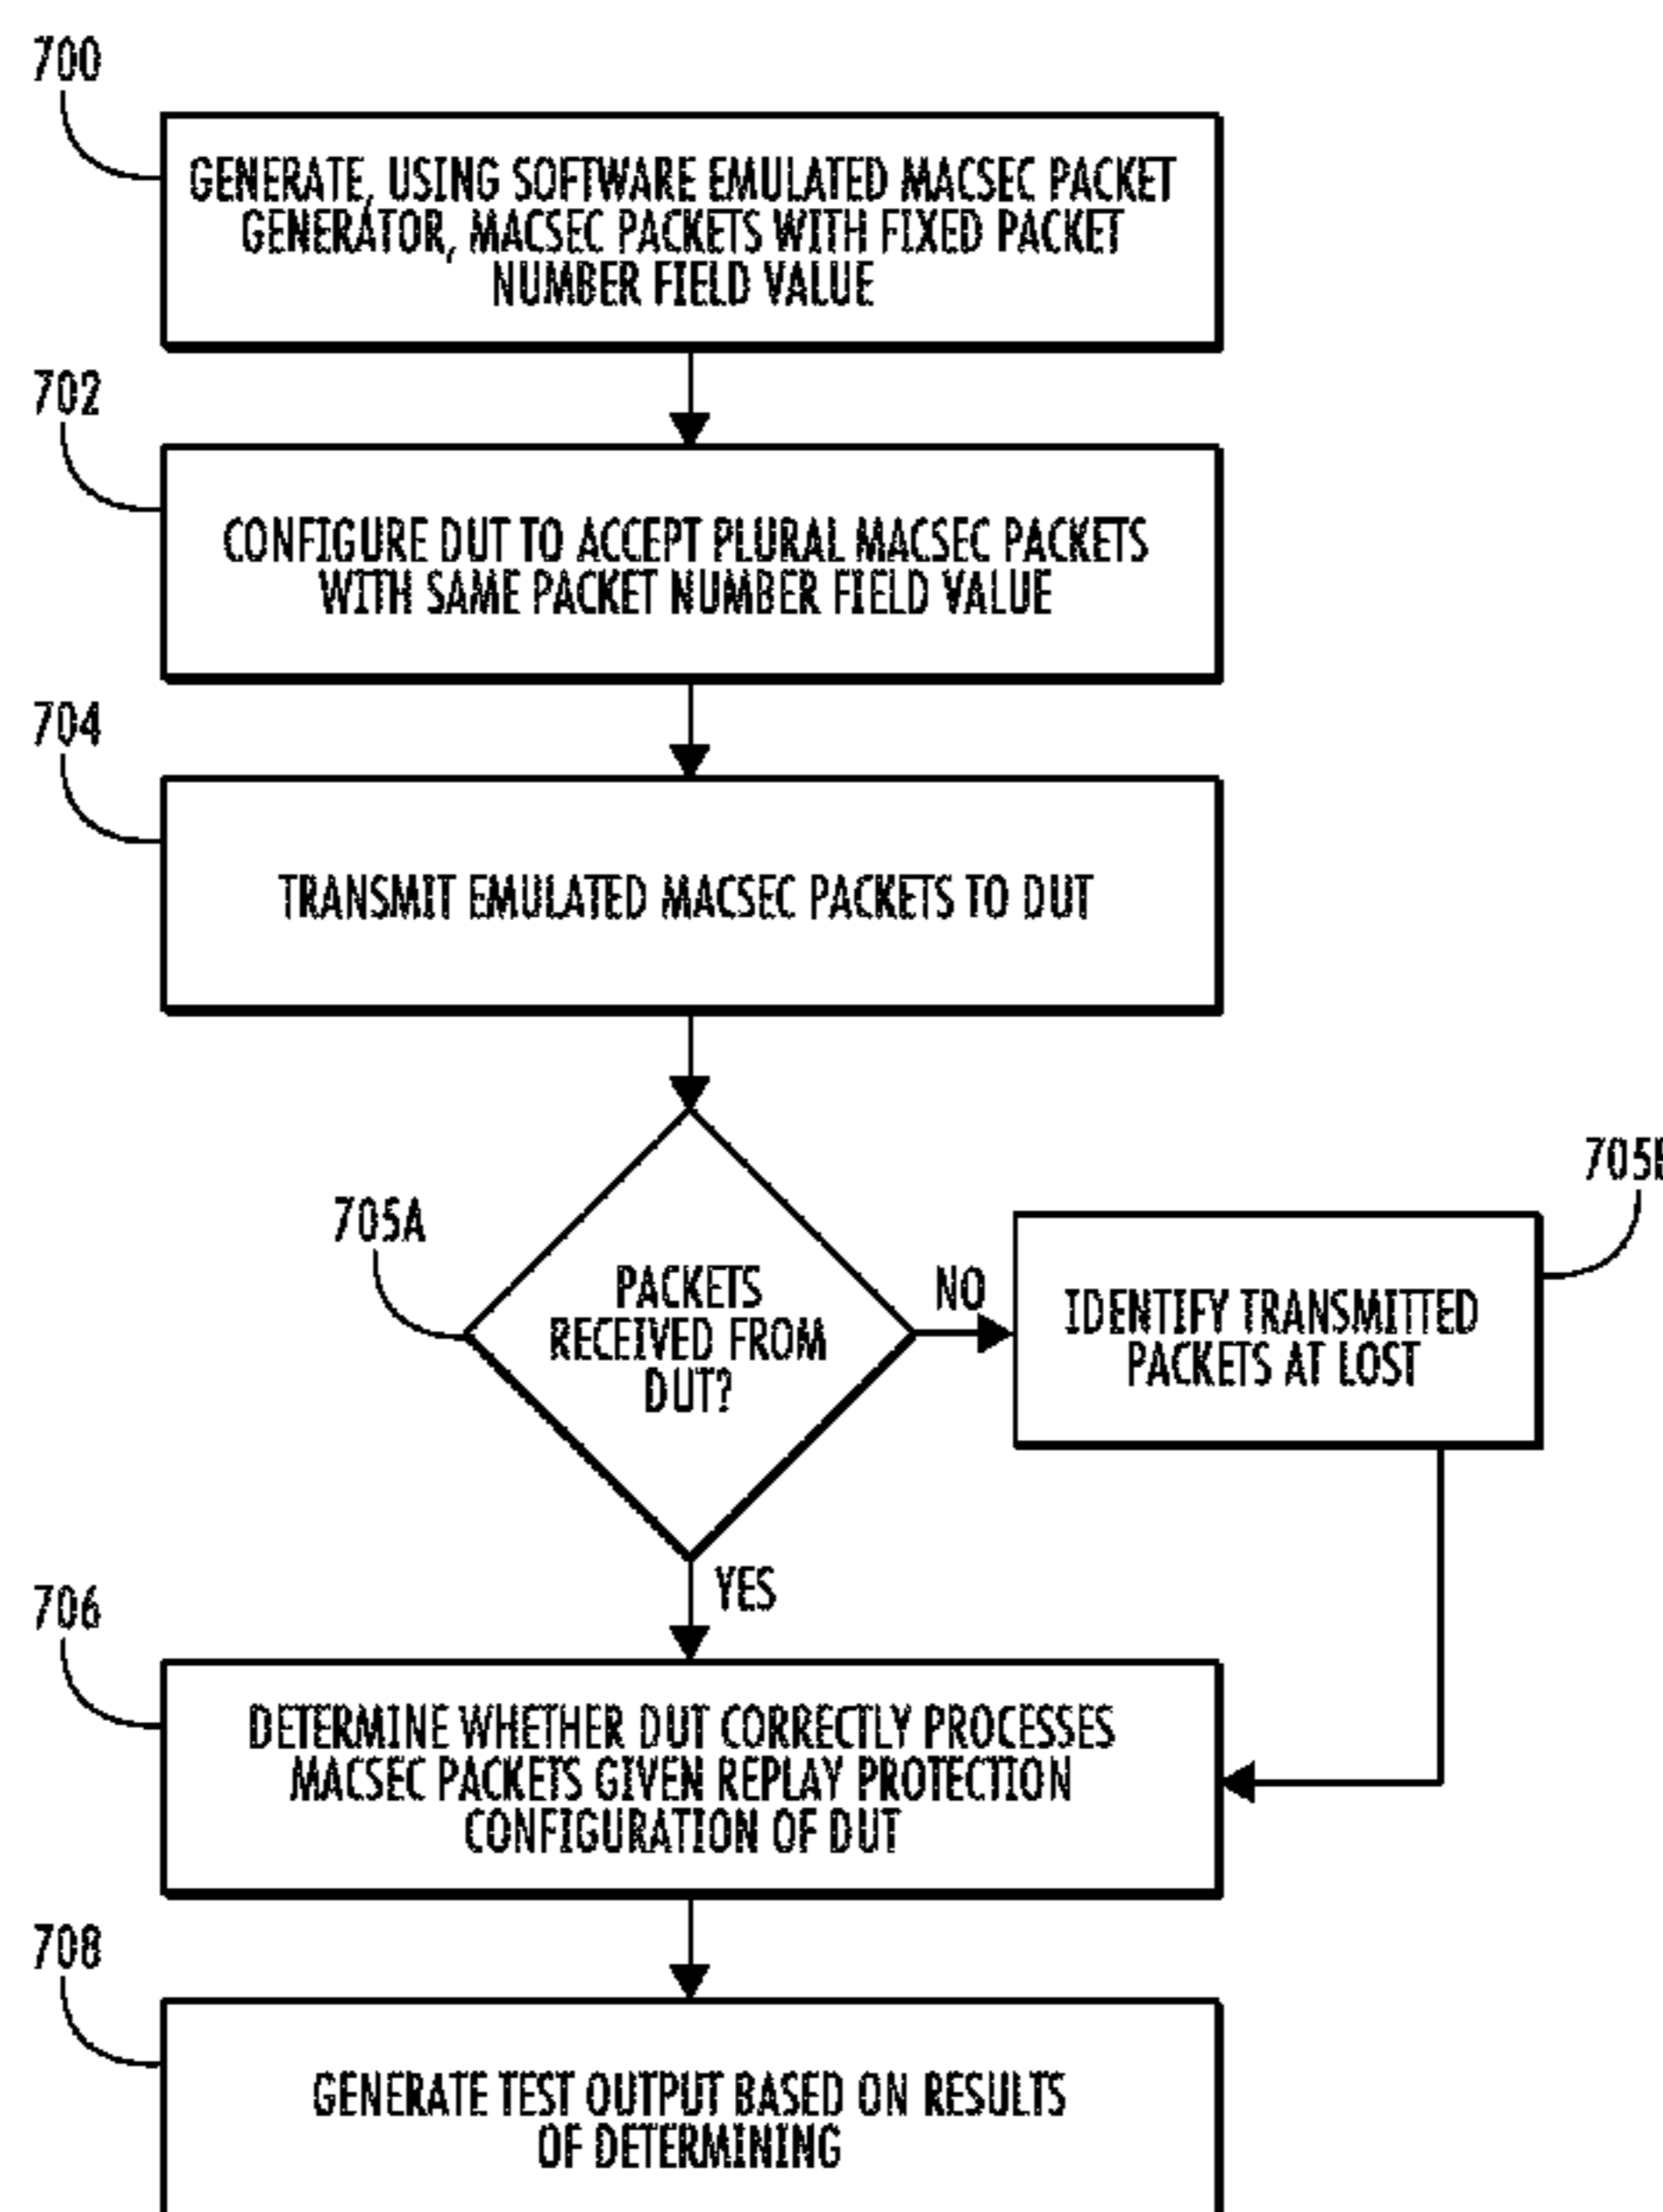 700
GENERATE, USING SOFTWARE EMULATED MACSEC PACKET
GENERATOR, MACSEC PACKETS WITH FIXED PACKET
NUMBER FIELD VALUE
702
CONFIGURE DUT TO ACCEPT PLURAL MACSEC PACKETS
WITH SAME PACKET NUMBER FIELD VALUE
704
TRANSMIT EMULATED MACSEC PACKETS TO DUT
705A
PACKETS
RECEIVED FROM
DUT?
NO
IDENTIFY TRANSMITTED
PACKETS AT LOST
YES
706
DETERMINE WHETHER DUT CORRECTLY PROCESSES
MACSEC PACKETS GIVEN REPLAY PROTECTION
CONFIGURATION OF DUT
708
GENERATE TEST OUTPUT BASED ON RESULTS
OF DETERMINING